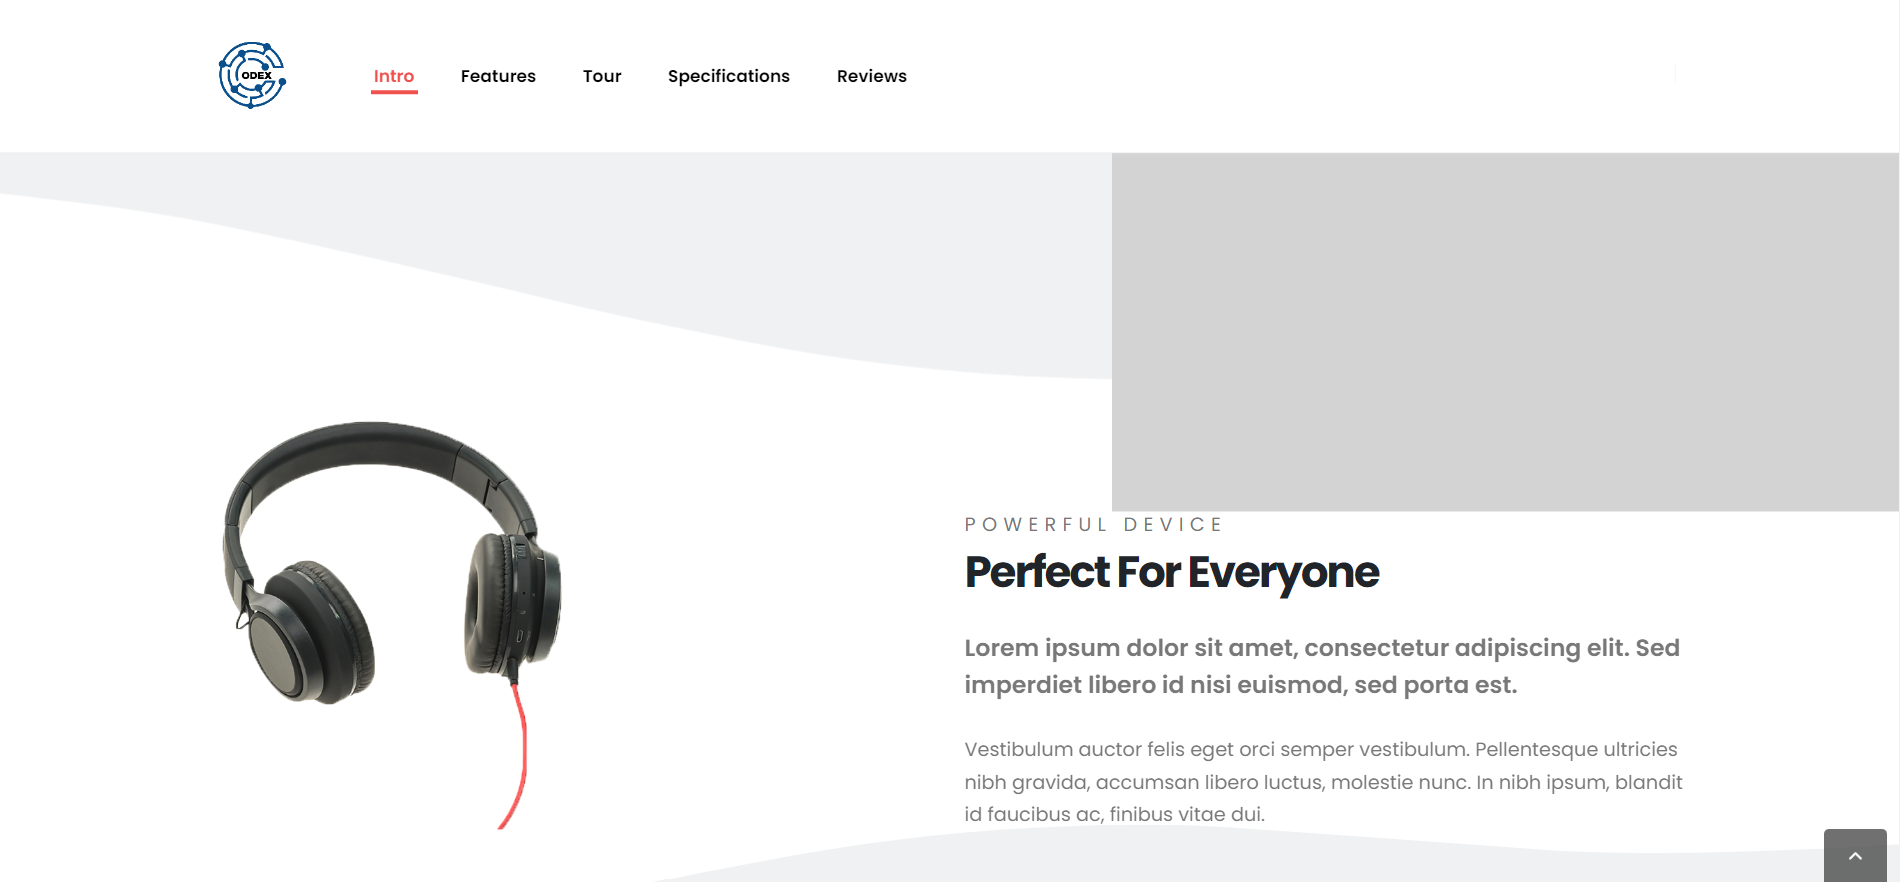 ODEX
Intro Features Tour Specifications Reviews
POWERFUL DEVICE
Perfect For Everyone
Lorem ipsum dolor sit amet, consectetur adipiscing elit. Sed
imperdiet libero id nisi euismod, sed porta est.
Vestibulum auctor felis eget orci semper vestibulum. Pellentesque ultricies
nibh gravida, accumsan libero luctus, molestie nunc. In nibh ipsum, blandit
id faucibus ac, finibus vitae dui.